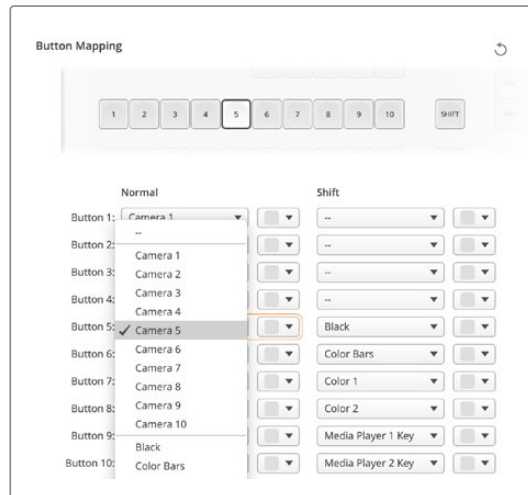 Button Mapping
1 2 3 4 5 6 7 8 9 10 SHIFT
Normal Shift
Button 1: Camera 1 --
Button 2: --
--
Button 3: --
Button 4: --
Button 5: Black
Button 6: Color Bars
Button 7: Color 1
Button 8: Color 2
Button 9: Media Player 1 Key
Button 10: Media Player 2 Key
Camera 1
Camera 2
Camera 3
Camera 4
Camera 5
Camera 6
Camera 7
Camera 8
Camera 9
Camera 10
Black
Color Bars